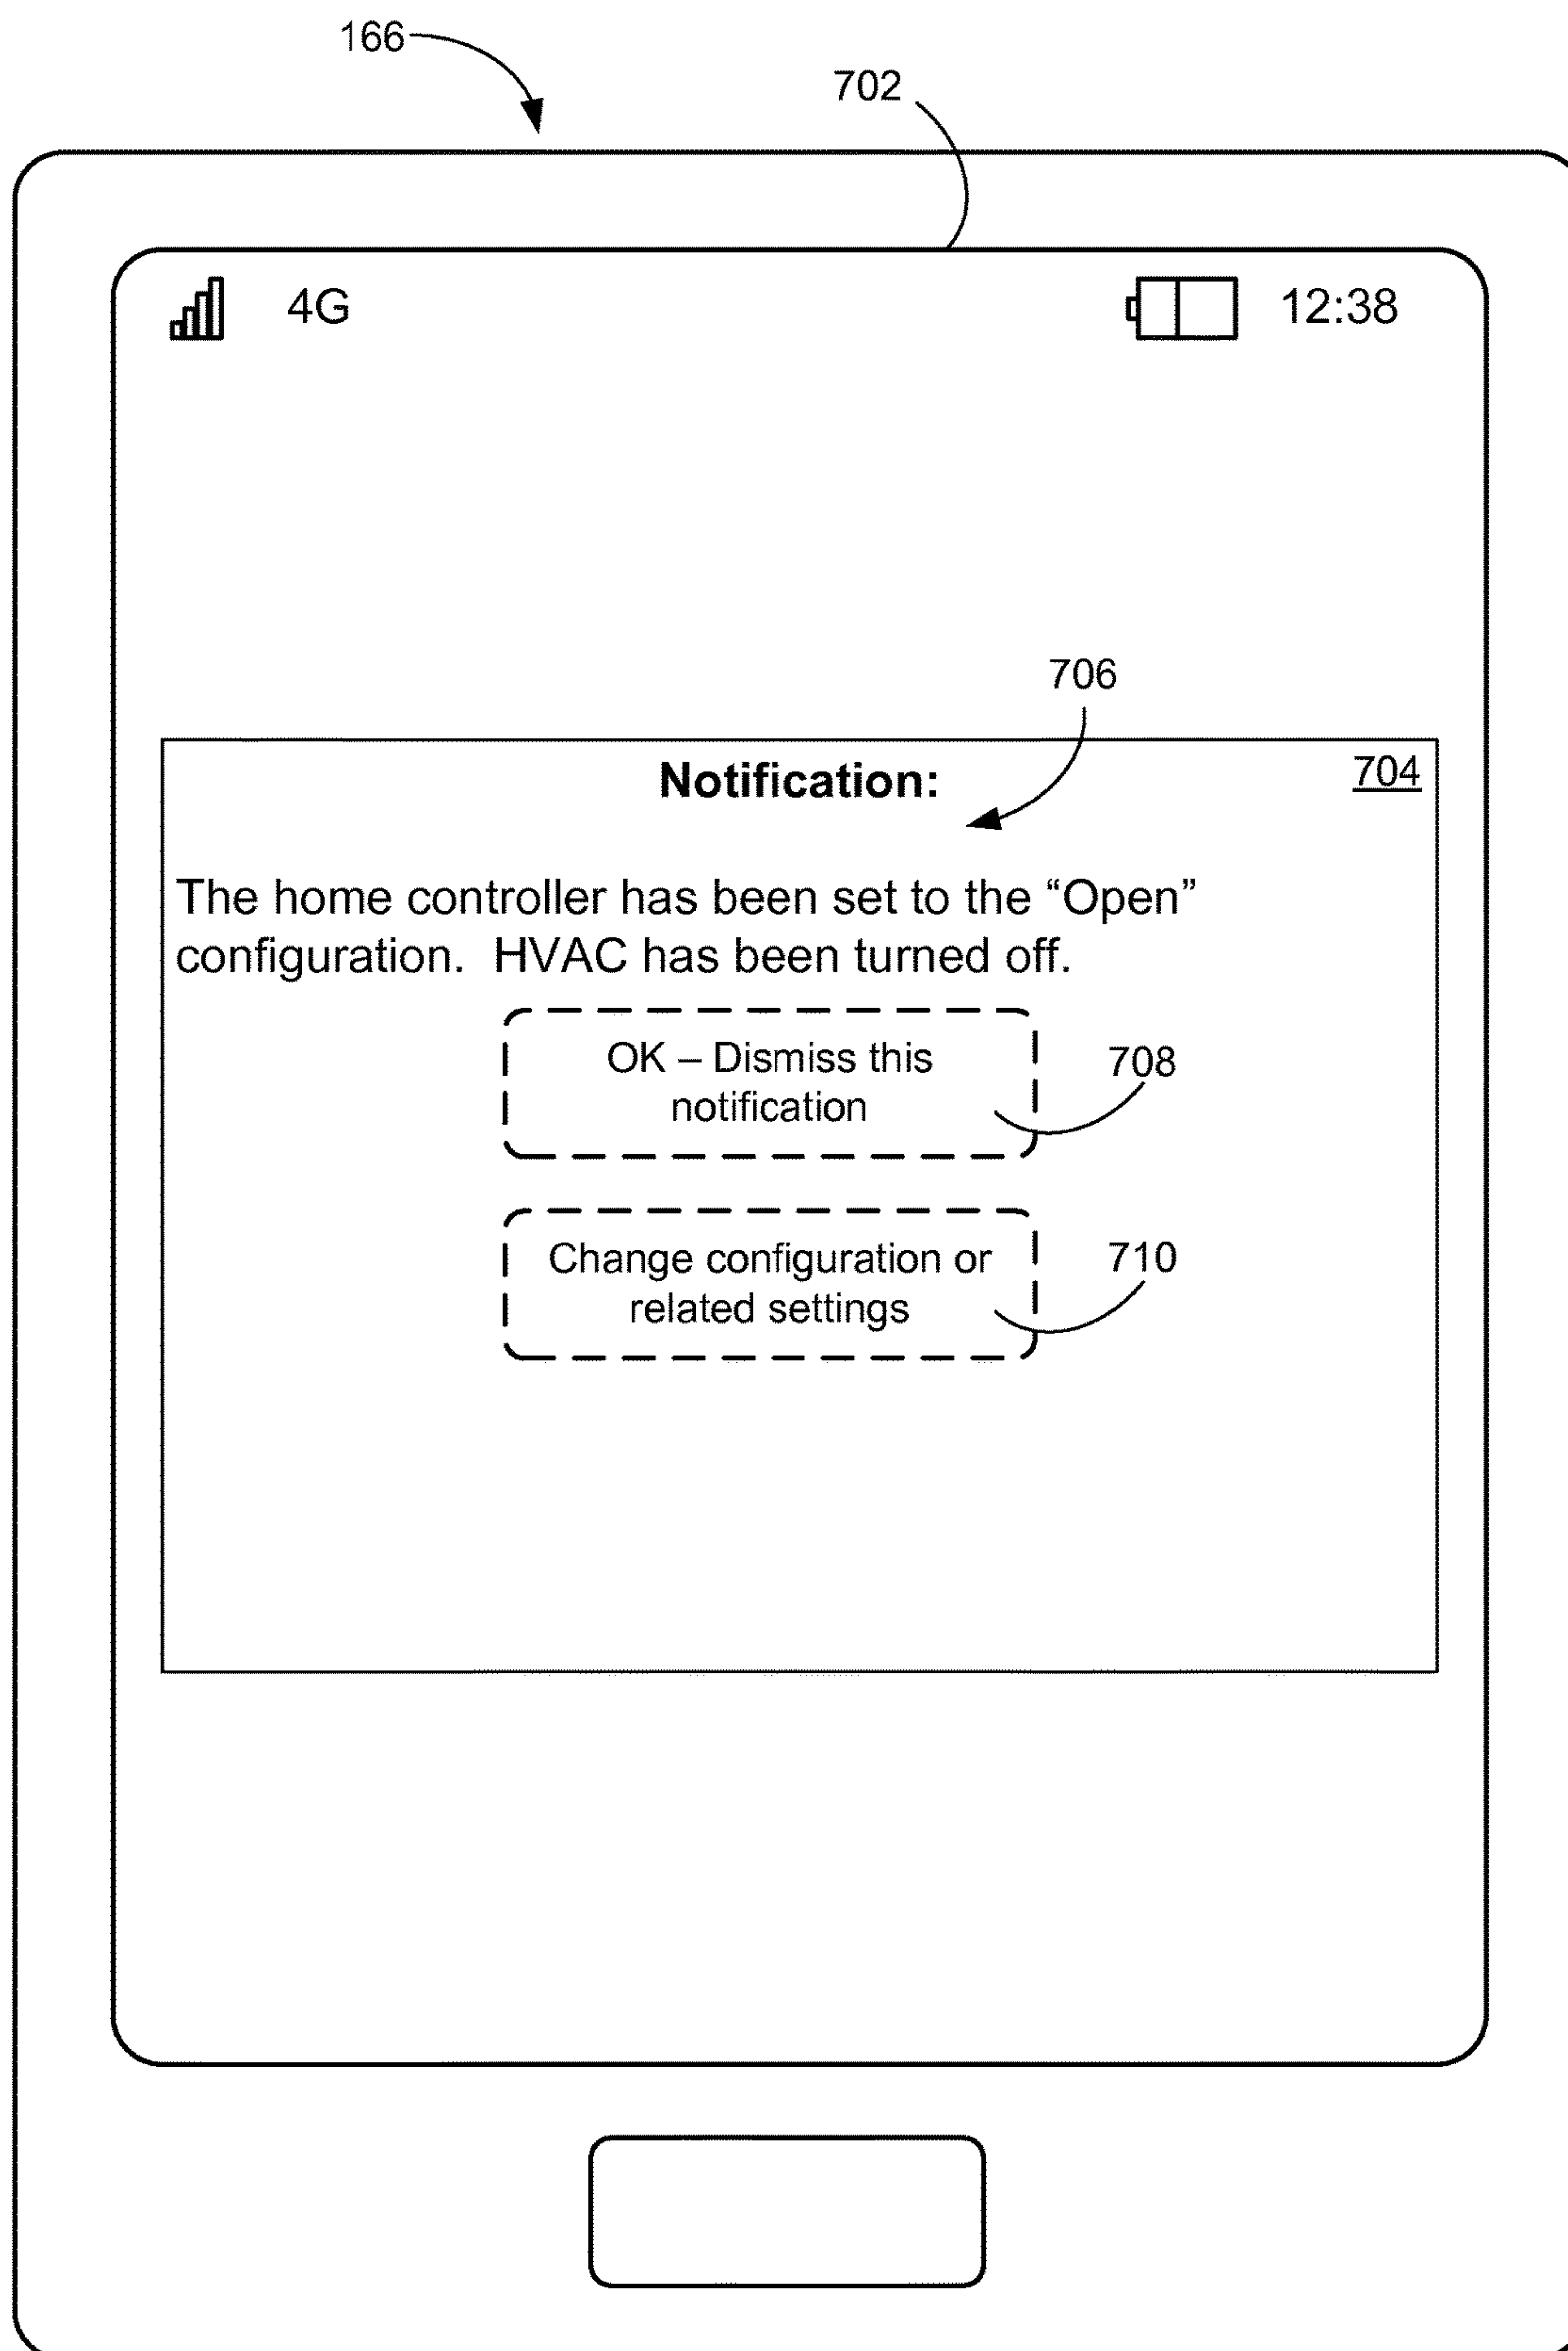 166
702
4G
12:38
706
Notification:
704
The home controller has been set to the “Open”
configuration.  HVAC has been turned off.
OK – Dismiss this
notification
708
Change configuration or
related settings
710